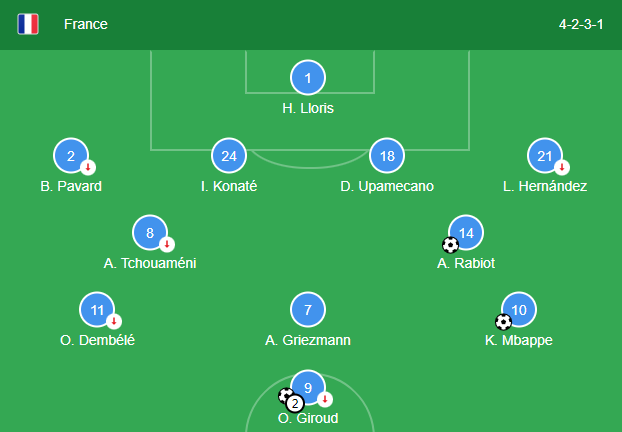 France 4-2-3-1
1
H. Lloris
2 24 18 21
B. Pavard I. Konaté D. Upamecano L. Hernández
8 14
A. Tchouaméni A. Rabiot
11 7 10
O. Dembélé A. Griezmann K. Mbappe
9
2
O. Giroud